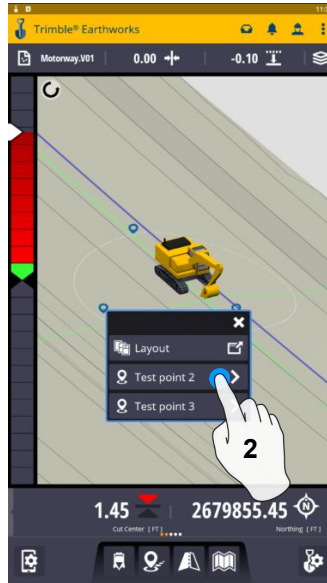 Trimble® Earthworks
Motorway.V01 0.00 -0.10
Layout
Test point 2
Test point 3
2
1.45 2679855.45 N
Cut Center [FT] Northing [FT]